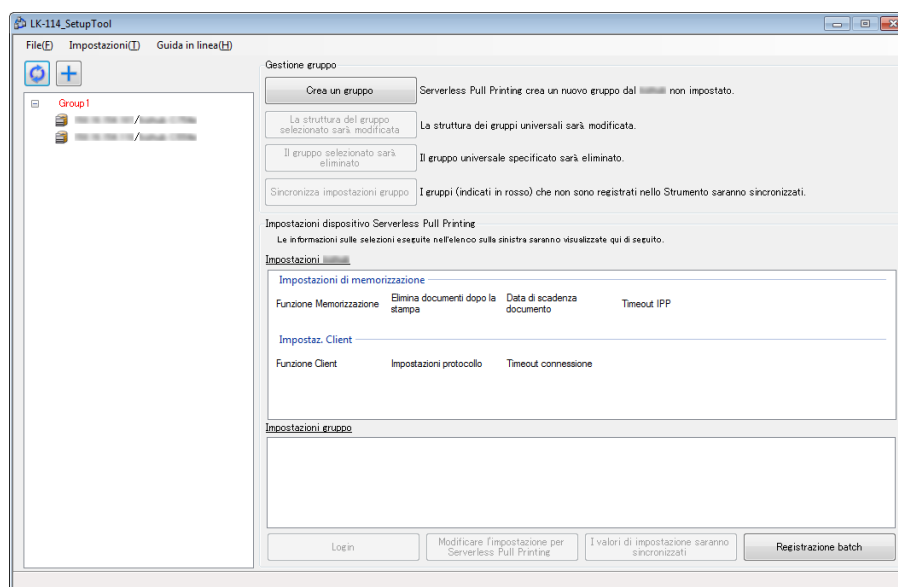 LK-114_SetupTool
File(F) Impostazioni(T) Guida in linea(H)
Group1
/
/
Gestione gruppo
Crea un gruppo
Serverless Pull Printing crea un nuovo gruppo dal non impostato.
La struttura del gruppo
selezionato sarà modificata
La struttura dei gruppi universali sarà modificata.
Il gruppo selezionato sarà
eliminato
Il gruppo universale specificato sarà eliminato.
Sincronizza impostazioni gruppo
I gruppi (indicati in rosso) che non sono registrati nello Strumento saranno sincronizzati.
Impostazioni dispositivo Serverless Pull Printing
Le informazioni sulle selezioni eseguite nell'elenco sulla sinistra saranno visualizzate qui di seguito.
Impostazioni
Impostazioni di memorizzazione
Funzione Memorizzazione
Elimina documenti dopo la
stampa
Data di scadenza
documento
Timeout IPP
Impostaz. Client
Funzione Client
Impostazioni protocollo
Timeout connessione
Impostazioni gruppo
Login
Modificare l'impostazione per
Serverless Pull Printing
I valori di impostazione saranno
sincronizzati
Registrazione batch